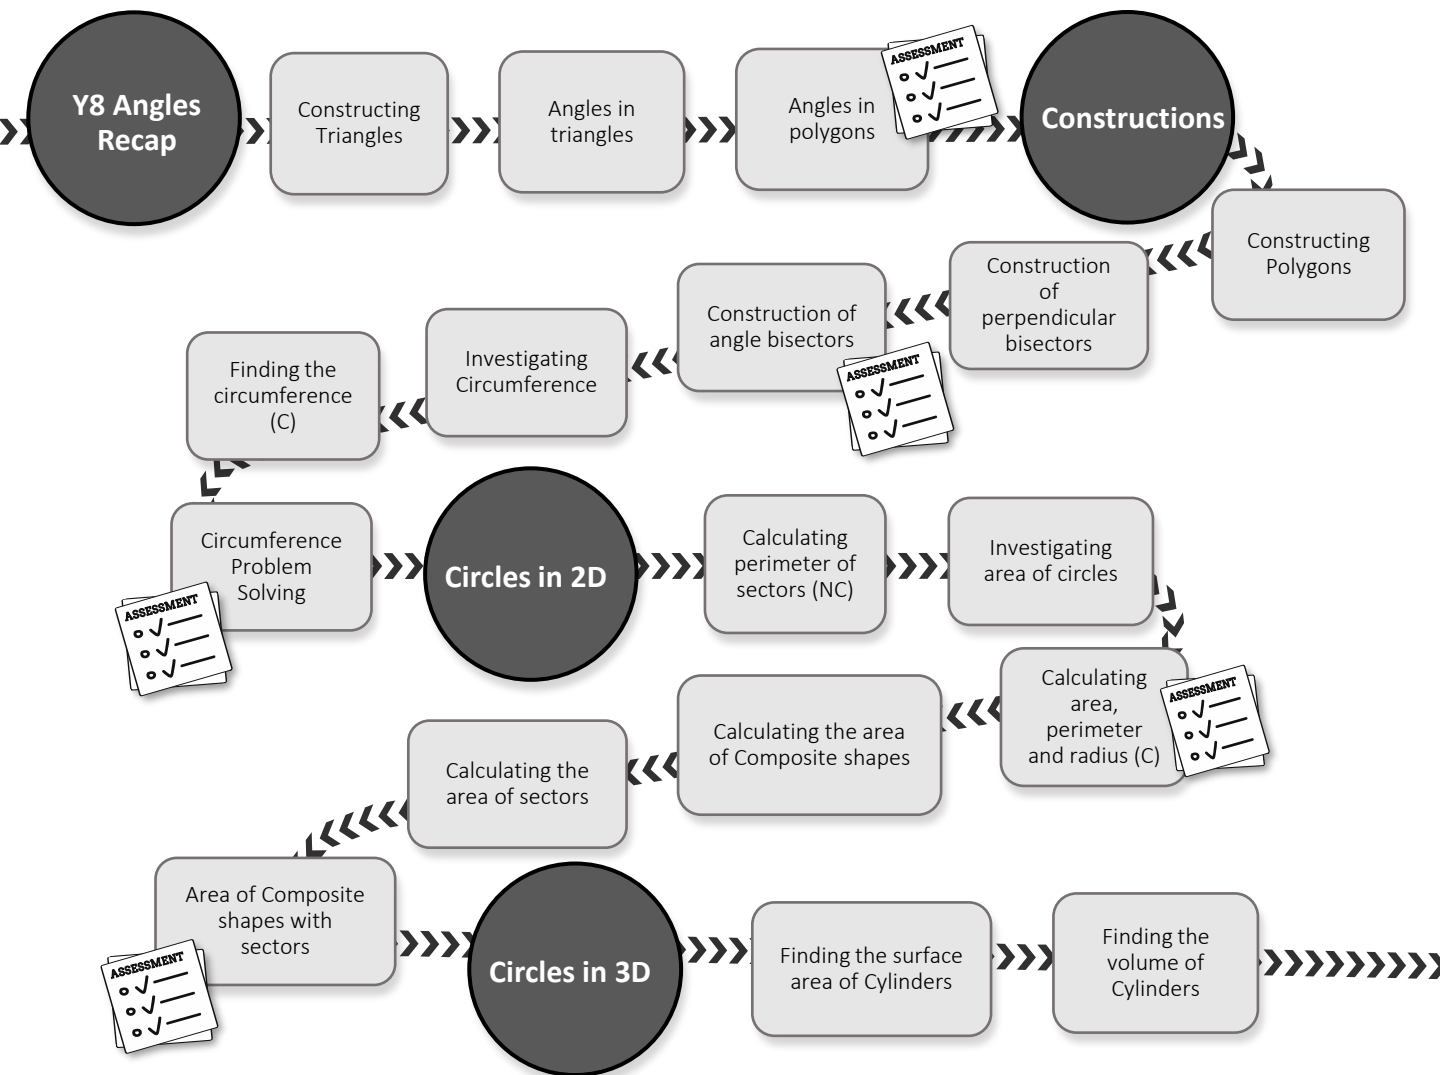 Y8 Angles
Recap
Constructing
Triangles
Angles in
triangles
Angles in
polygons
ASSESSMENT
Constructions
Constructing
Polygons
Construction
of
perpendicular
bisectors
Construction of
angle bisectors
ASSESSMENT
Investigating
Circumference
Finding the
circumference
(C)
Circumference
Problem
Solving
ASSESSMENT
Circles in 2D
Calculating
perimeter of
sectors (NC)
Investigating
area of circles
Calculating
area,
perimeter
and radius (C)
ASSESSMENT
Calculating the area
of Composite shapes
Calculating the
area of sectors
Area of Composite
shapes with
sectors
ASSESSMENT
Circles in 3D
Finding the surface
area of Cylinders
Finding the
volume of
Cylinders